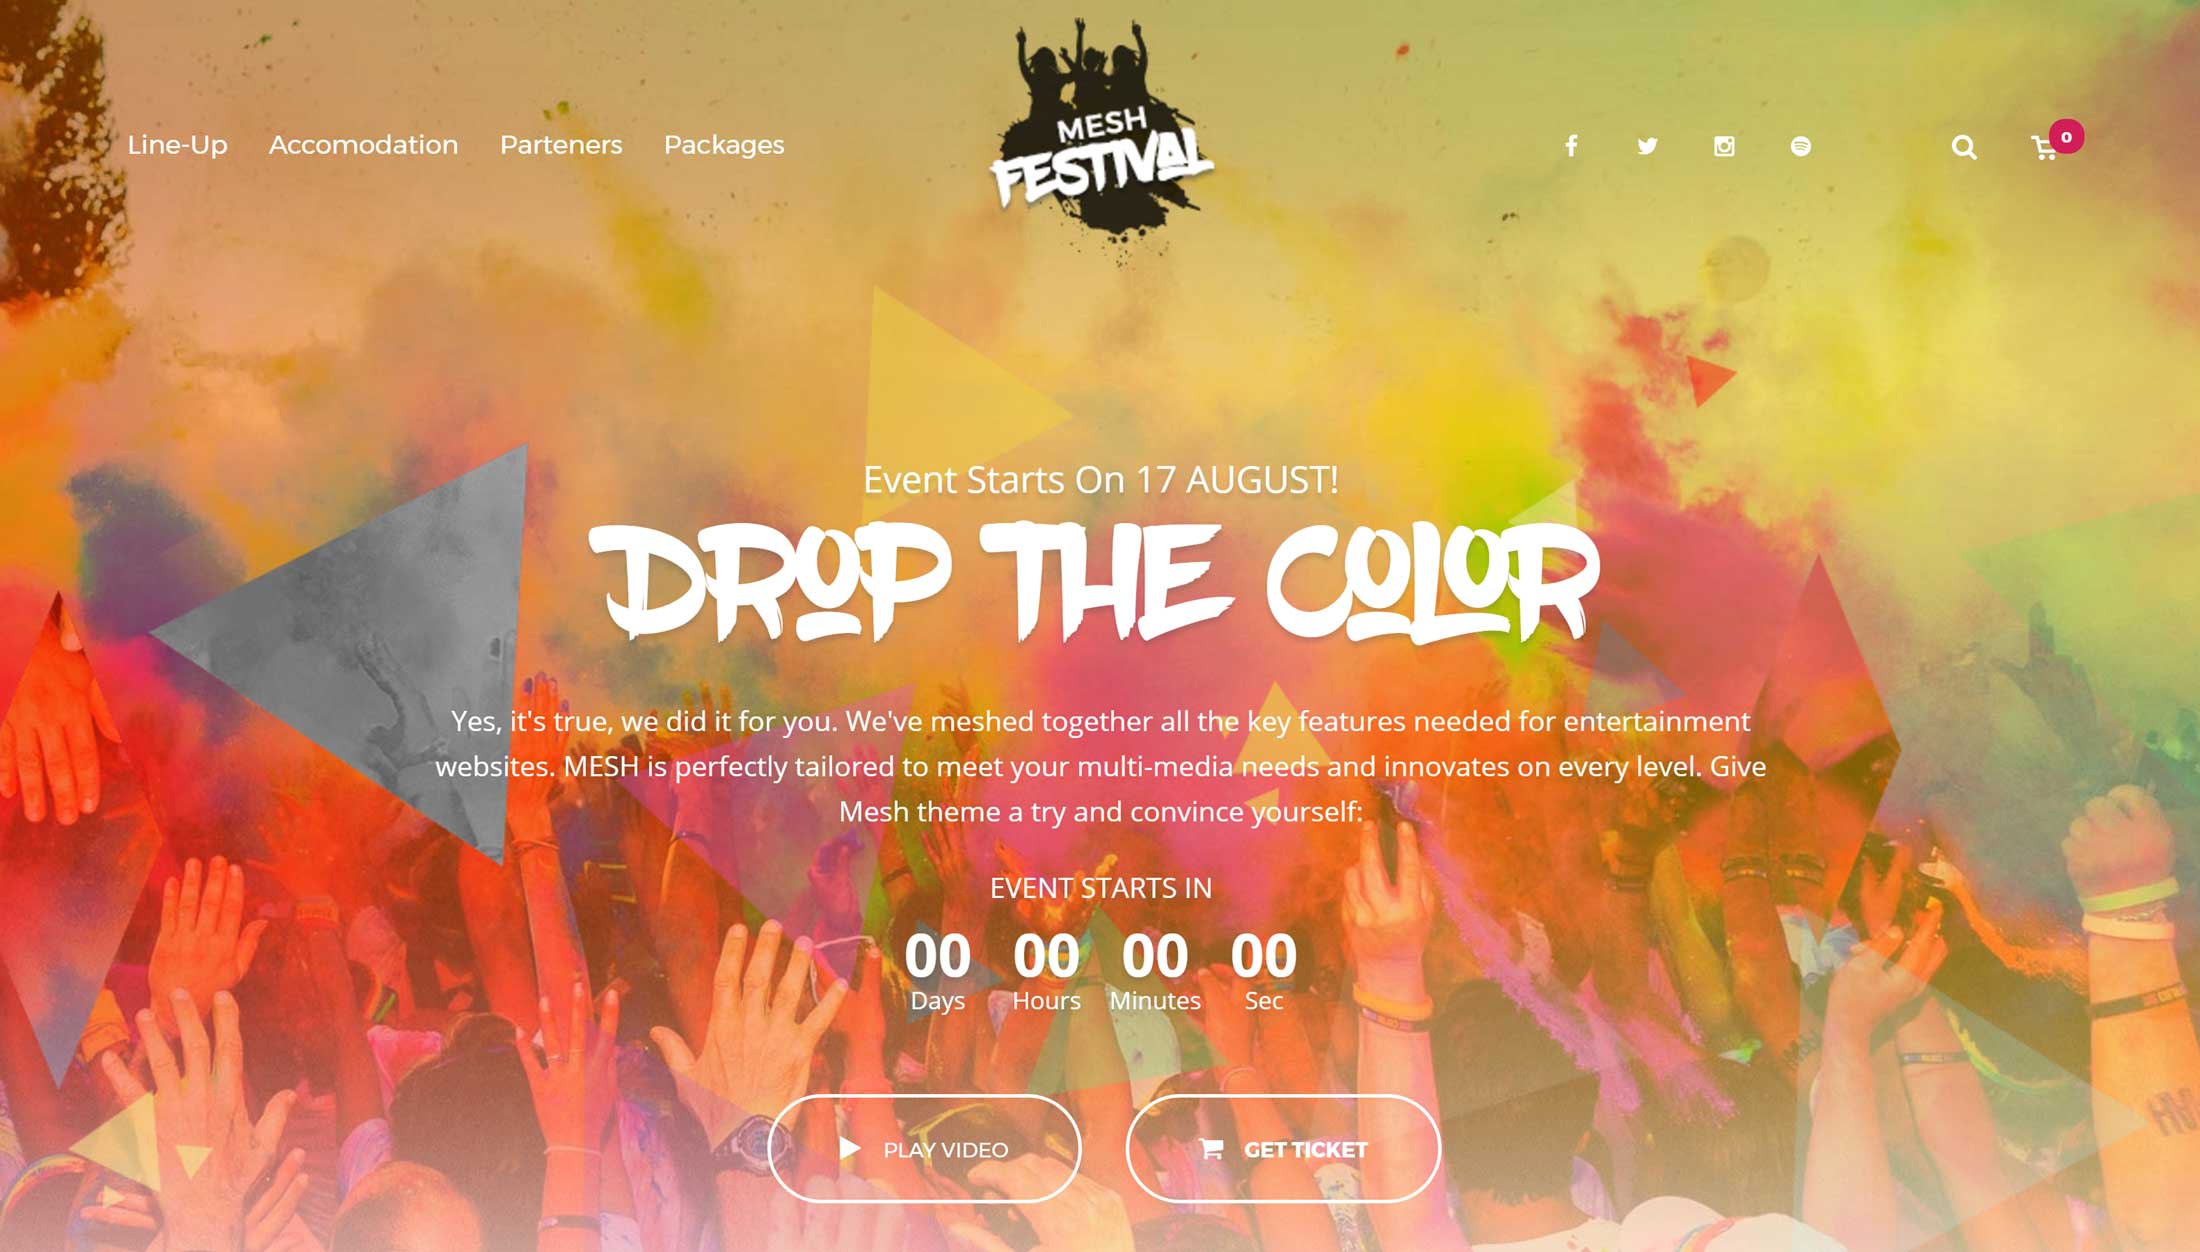 Line-Up Accomodation Parteners Packages
MESH
FESTIVAL
0
Event Starts On 17 AUGUST!
DROP THE COLOR
Yes, it's true, we did it for you. We've meshed together all the key features needed for entertainment
websites. MESH is perfectly tailored to meet your multi-media needs and innovates on every level. Give
Mesh theme a try and convince yourself:
EVENT STARTS IN
00 00 00 00
Days Hours Minutes Sec
PLAY VIDEO GET TICKET